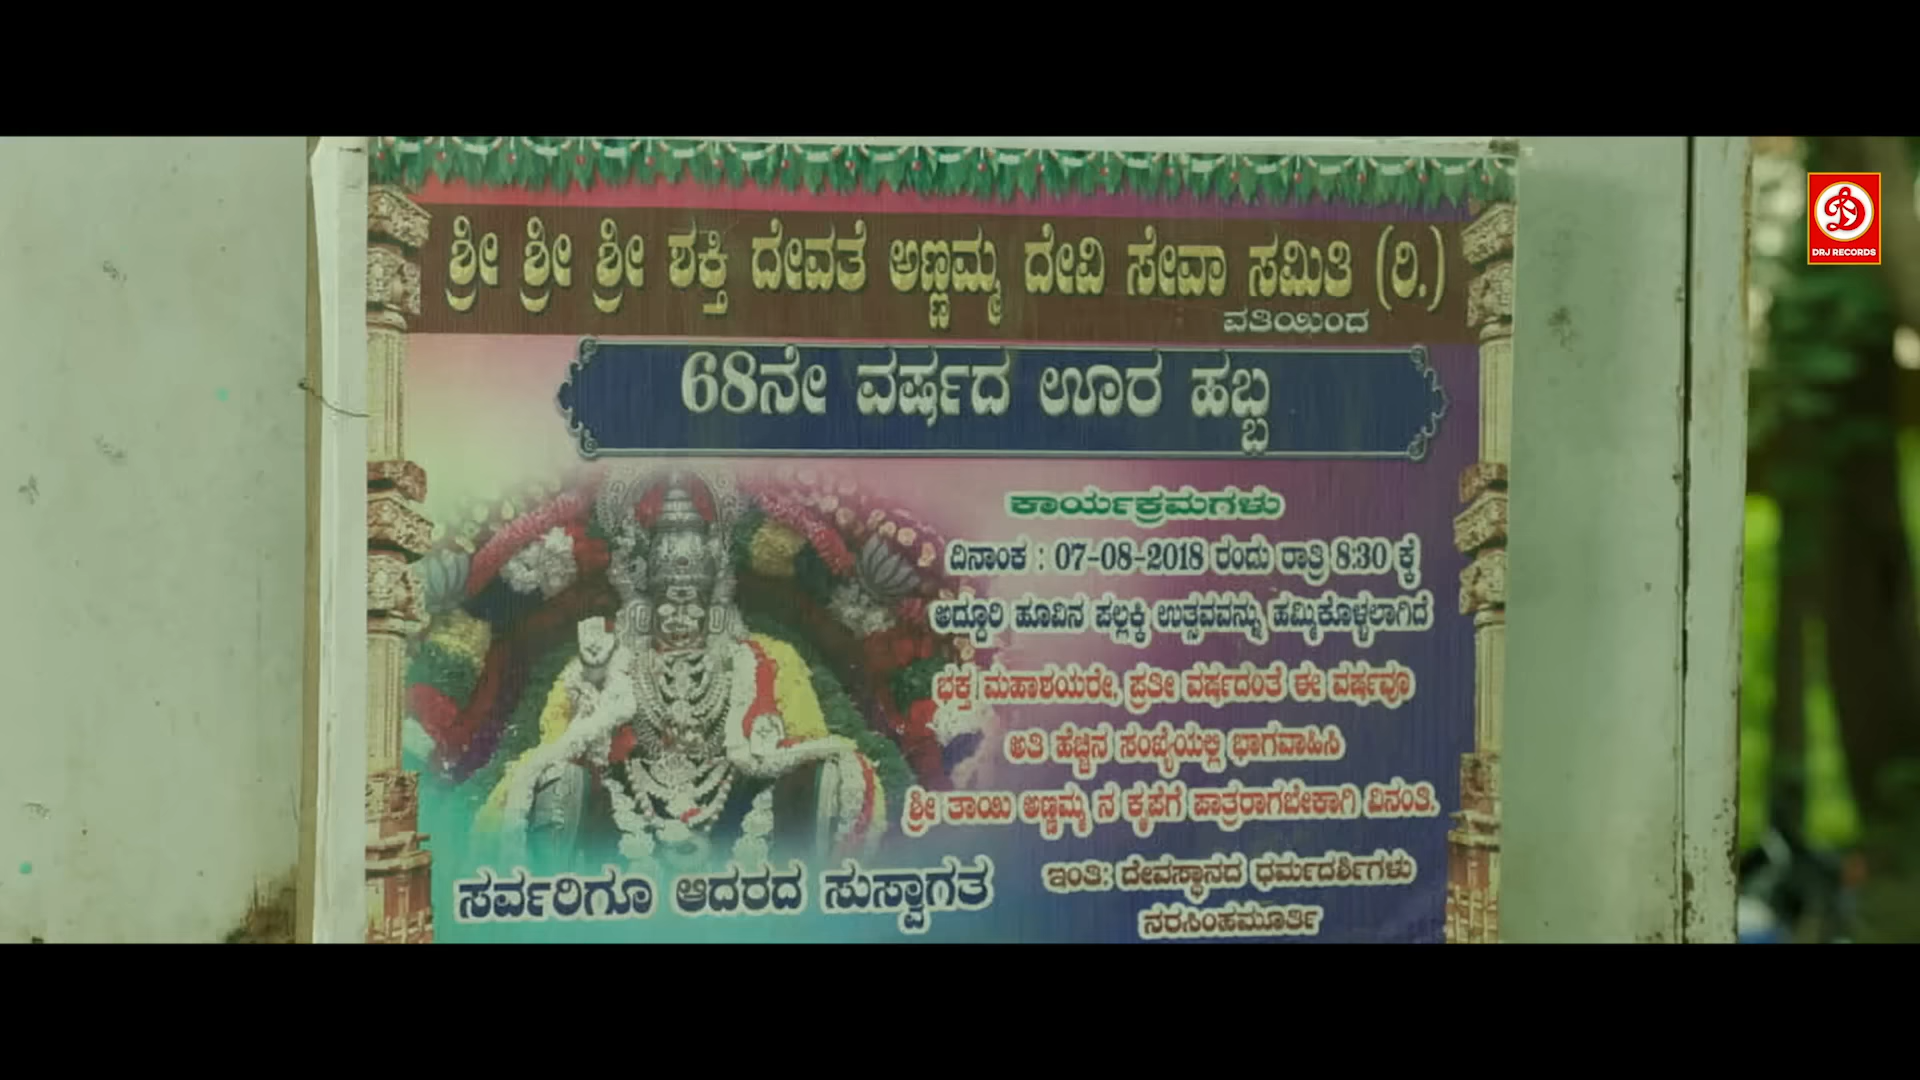 ಶ್ರೀ ಶ್ರೀ ಶ್ರೀ ಶಕ್ತಿ ದೇವತೆ ಅಣ್ಣಮ್ಮ ದೇವಿ ಸೇವಾ ಸಮಿತಿ (ರಿ.)
ವತಿಯಿಂದ
68ನೇ ವರ್ಷದ ಊರ ಹಬ್ಬ
ಕಾರ್ಯಕ್ರಮಗಳು
ದಿನಾಂಕ : 07-08-2018 ರಂದು ರಾತ್ರಿ 8:30 ಕ್ಕೆ
ಅದ್ದೂರಿ ಹೂವಿನ ಪಲ್ಲಕ್ಕಿ ಉತ್ಸವವನ್ನು ಹಮ್ಮಿಕೊಳ್ಳಲಾಗಿದೆ
ಭಕ್ತ ಮಹಾಶಯರೇ, ಪ್ರತೀ ವರ್ಷದಂತೆ ಈ ವರ್ಷವೂ
ಅತಿ ಹೆಚ್ಚಿನ ಸಂಖ್ಯೆಯಲ್ಲಿ ಭಾಗವಾಹಿಸಿ
ಶ್ರೀ ತಾಯಿ ಅಣ್ಣಮ್ಮ ನ ಕೃಪೆಗೆ ಪಾತ್ರರಾಗಬೇಕಾಗಿ ವಿನಂತಿ.
ಇಂತಿ: ದೇವಸ್ಥಾನದ ಧರ್ಮದರ್ಶಿಗಳು
ನರಸಿಂಹಮೂರ್ತಿ
ಸರ್ವರಿಗೂ ಆದರದ ಸುಸ್ವಾಗತ
DRJ RECORDS